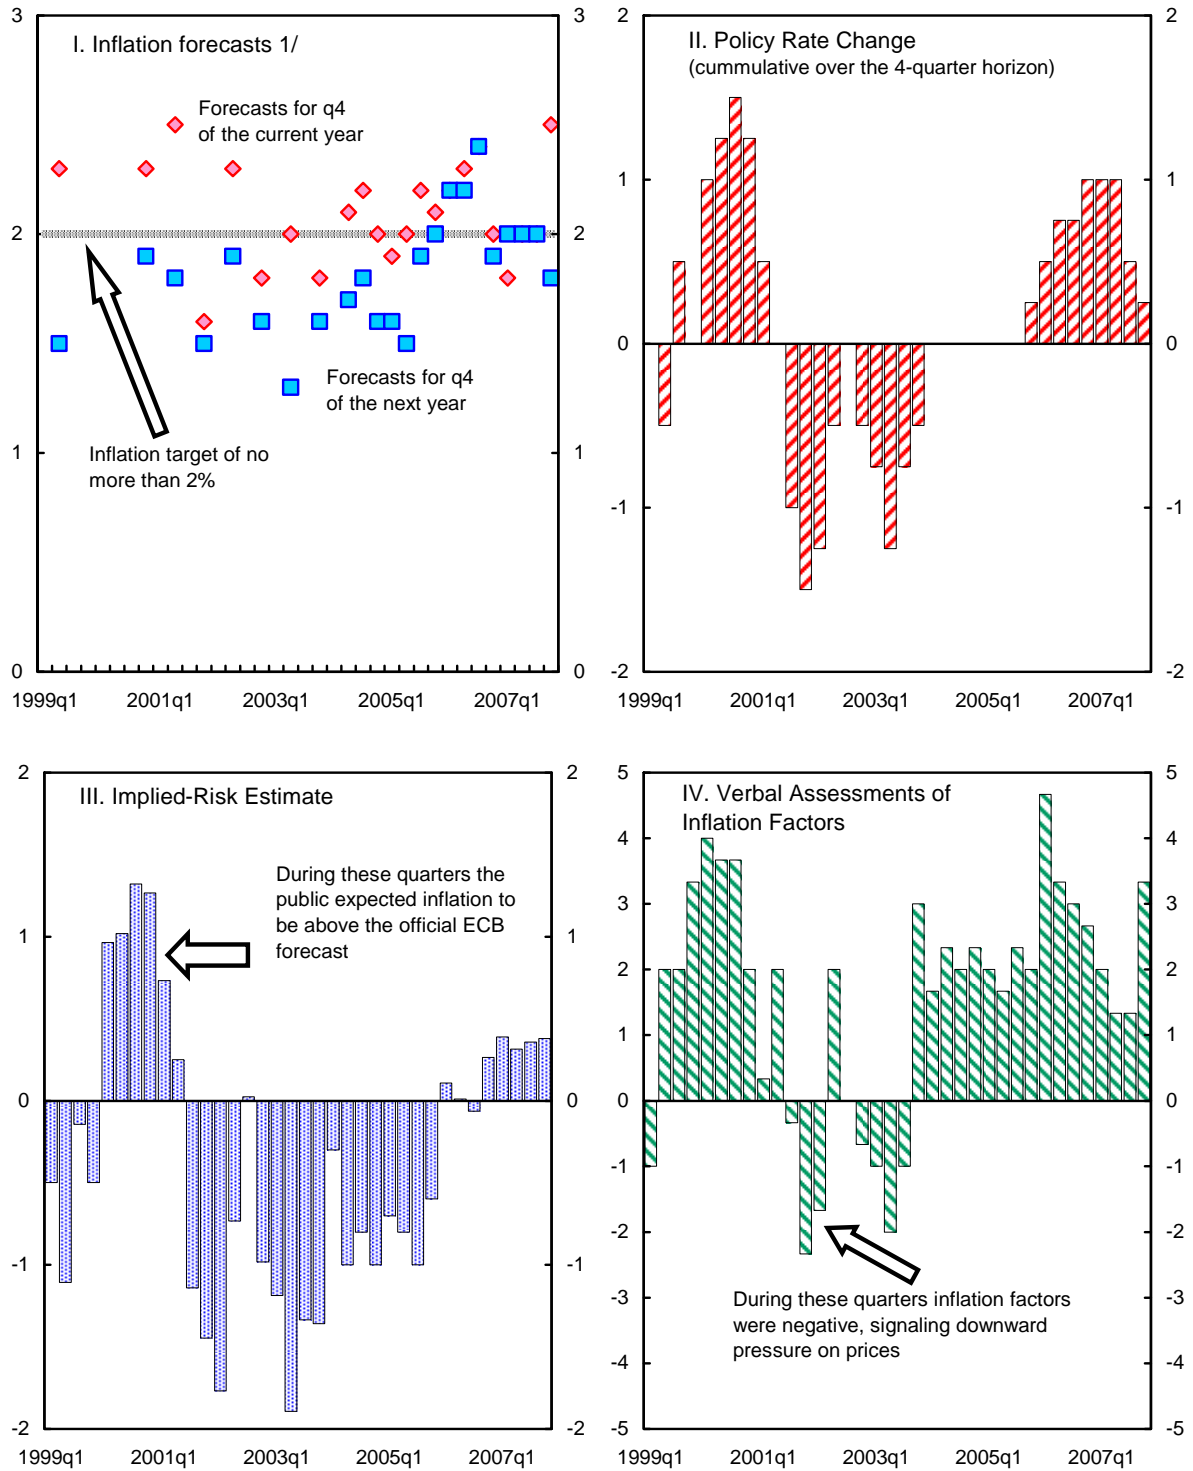 I. Inflation forecasts 1/
Forecasts for q4
of the current year
Forecasts for q4
of the next year
Inflation target of no
more than 2%
3
2
1
0
3
2
1
0
1999q1 2001q1 2003q1 2005q1 2007q1
II. Policy Rate Change
(cummulative over the 4-quarter horizon)
2
1
0
-1
-2
2
1
0
-1
-2
1999q1 2001q1 2003q1 2005q1 2007q1
III. Implied-Risk Estimate
During these quarters the
public expected inflation to
be above the official ECB
forecast
2
1
0
-1
-2
2
1
0
-1
-2
1999q1 2001q1 2003q1 2005q1 2007q1
IV. Verbal Assessments of
Inflation Factors
During these quarters inflation factors
were negative, signaling downward
pressure on prices
5
4
3
2
1
0
-1
-2
-3
-4
-5
5
4
3
2
1
0
-1
-2
-3
-4
-5
1999q1 2001q1 2003q1 2005q1 2007q1